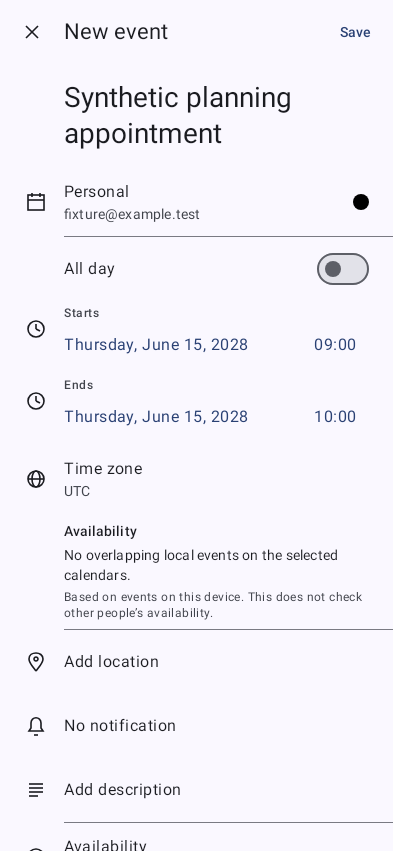 New event
Save
Synthetic planning
appointment
Personal
fixture@example.test
All day
Starts
Thursday, June 15, 2028 09:00
Ends
Thursday, June 15, 2028 10:00
Time zone
UTC
Availability
No overlapping local events on the selected
calendars.
Based on events on this device. This does not check
other people’s availability.
Add location
No notification
Add description
Availability